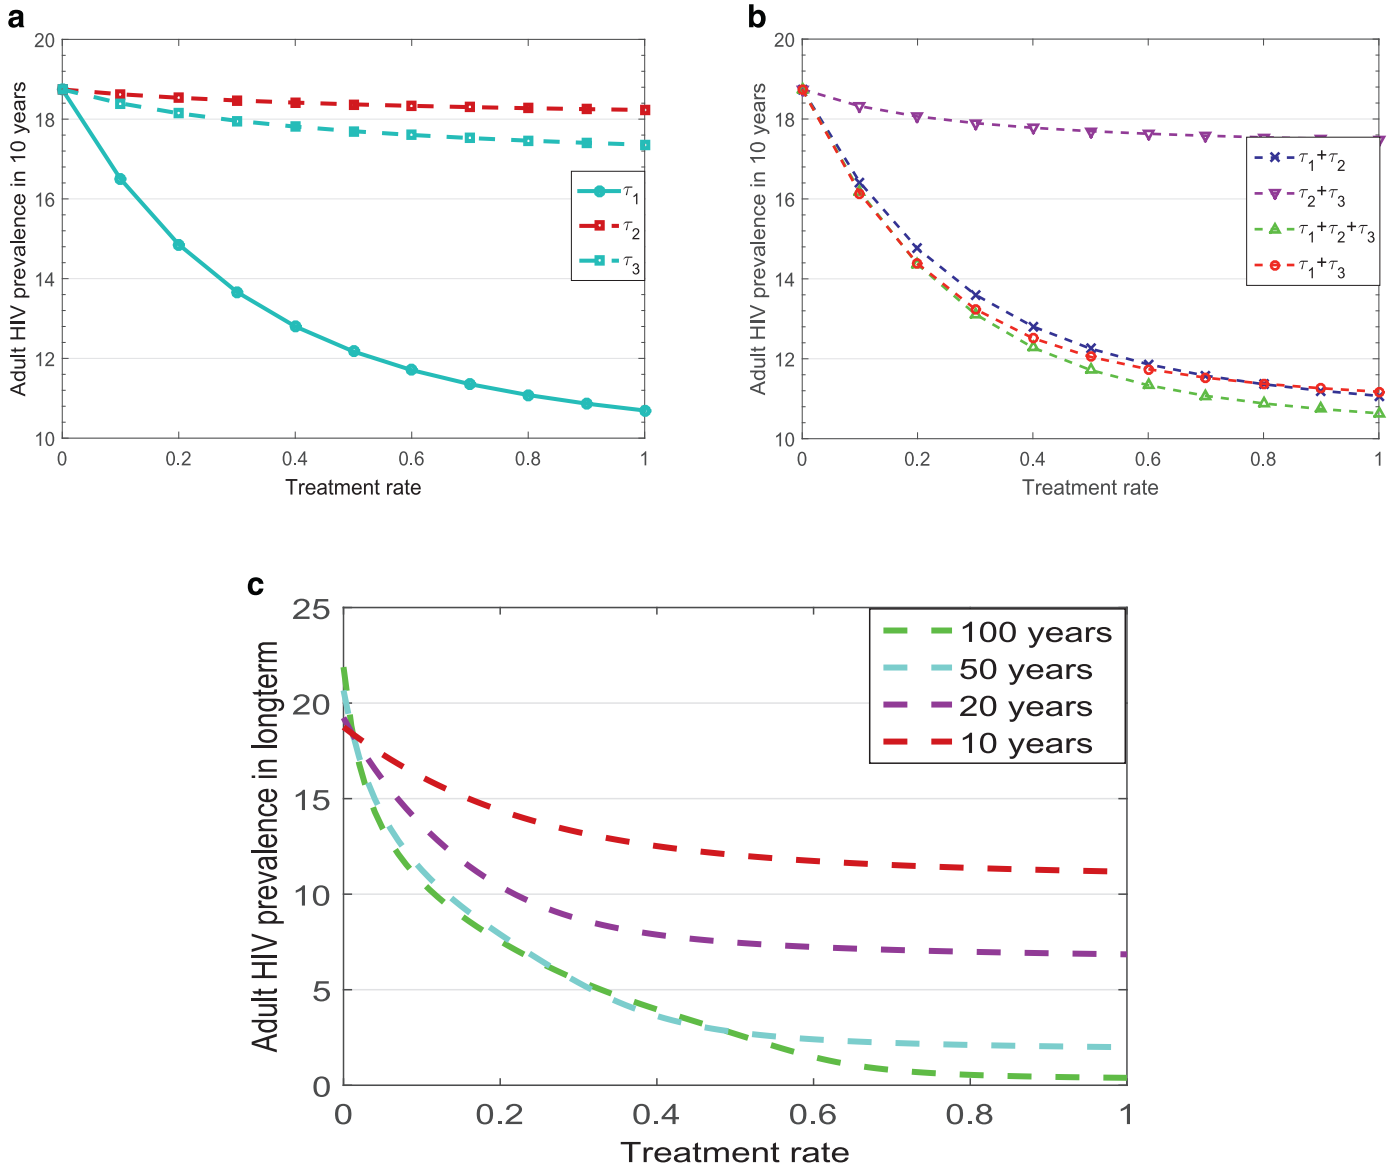 a
20
18
16
14
12
10
0
0.2
0.4
0.6
0.8
1
Adult HIV prevalence in 10 years
Treatment rate
τ1
τ2
τ3
b
20
18
16
14
12
10
0
0.2
0.4
0.6
0.8
1
Adult HIV prevalence in 10 years
Treatment rate
τ1+τ2
τ2+τ3
τ1+τ2+τ3
τ1+τ3
c
25
20
15
10
5
0
0
0.2
0.4
0.6
0.8
1
Adult HIV prevalence in longterm
Treatment rate
100 years
50 years
20 years
10 years